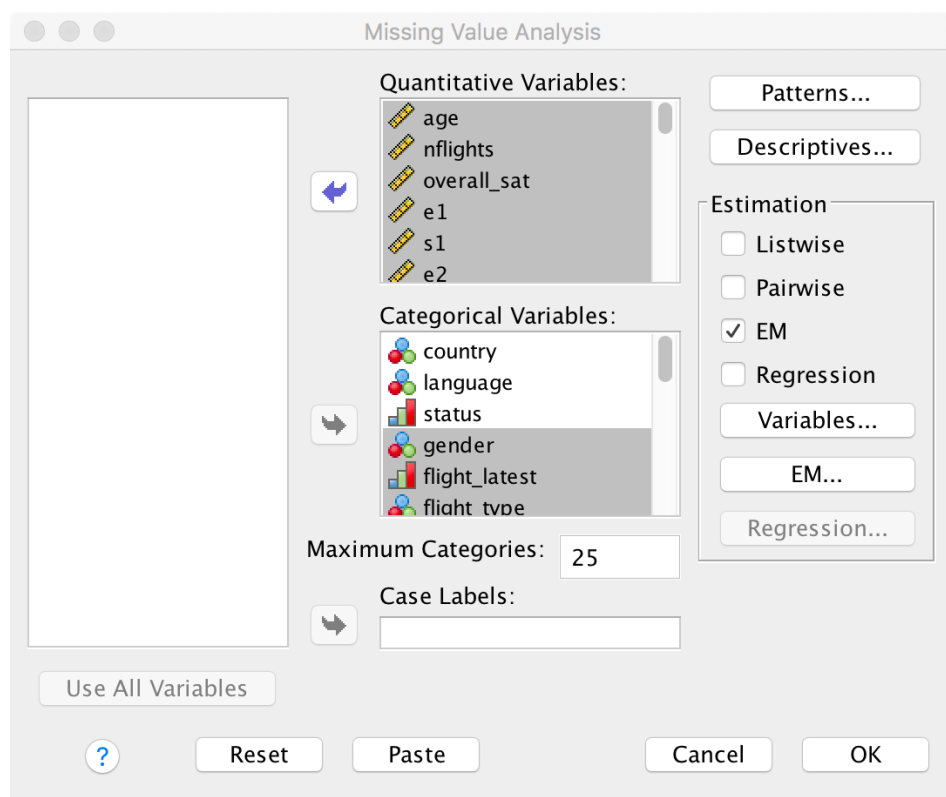 Missing Value Analysis
Quantitative Variables:
age
nflights
overall_sat
e1
s1
e2
Categorical Variables:
country
language
status
gender
flight_latest
flight_type
Maximum Categories: 25
Case Labels:
Patterns...
Descriptives...
Estimation
Listwise
Pairwise
EM
Regression
Variables...
EM...
Regression...
Use All Variables
? Reset Paste Cancel OK